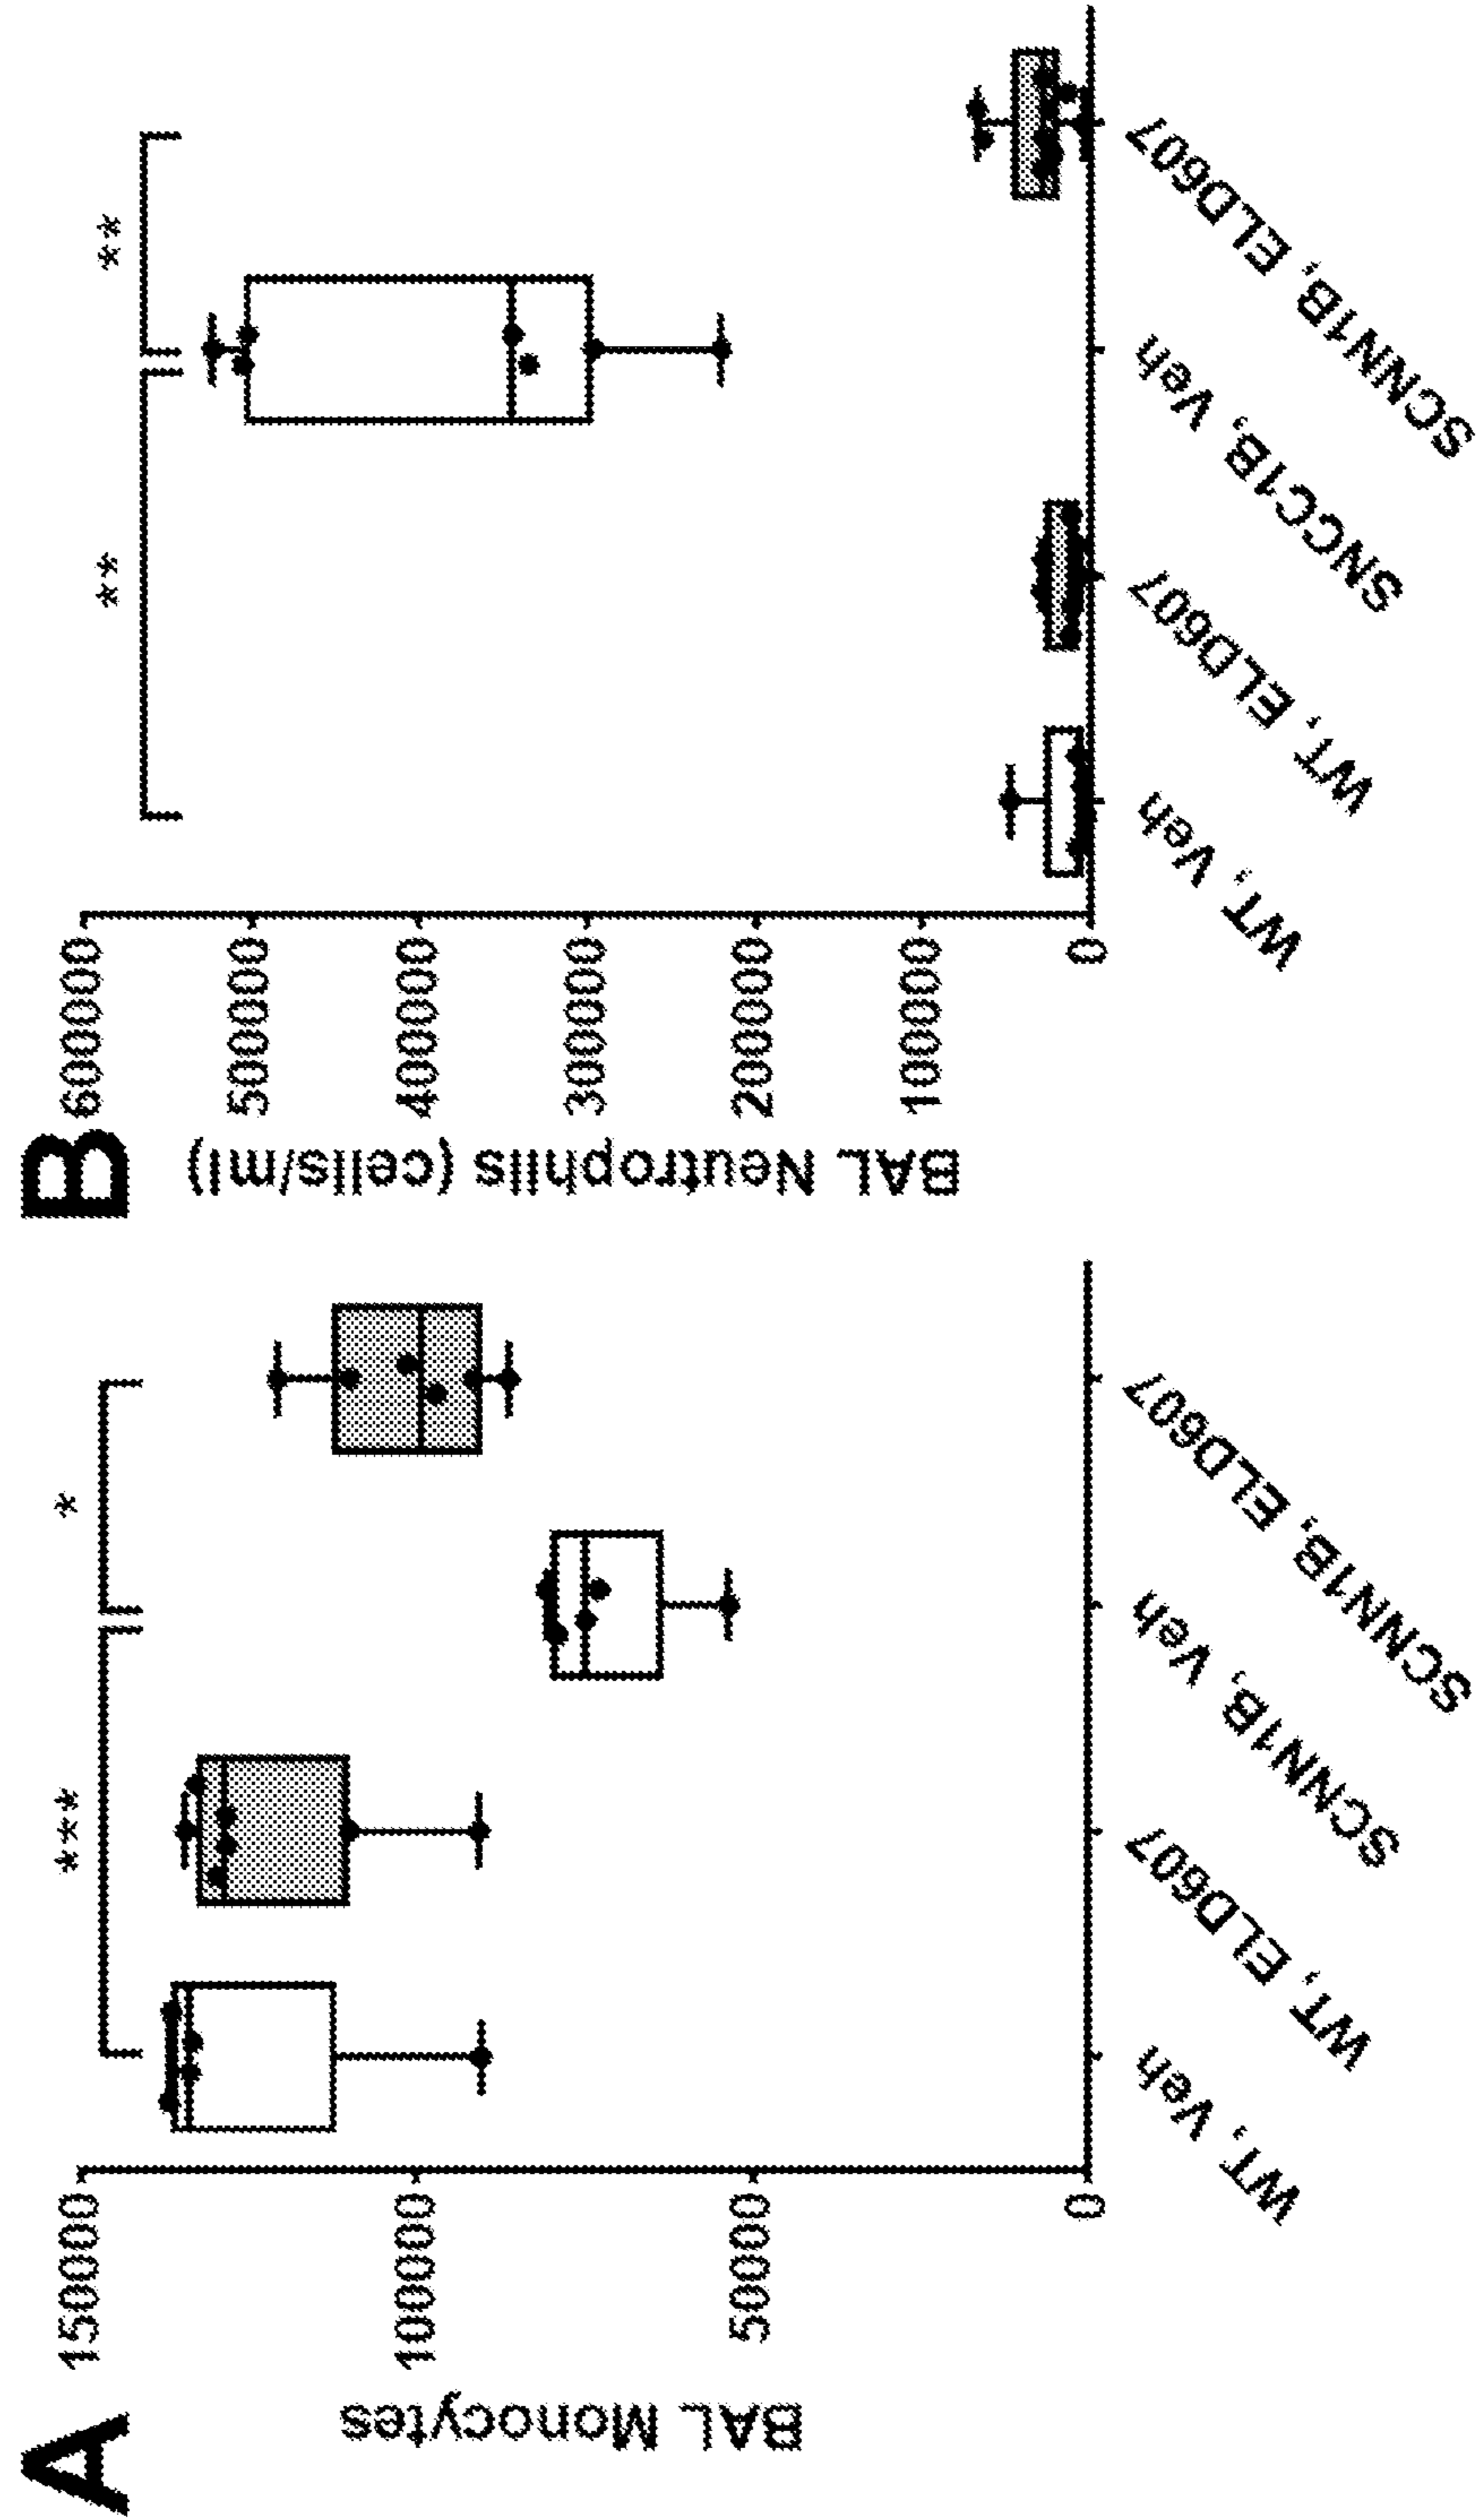 A
BAL Monocytes
150000
100000
50000
0
***
*
WT, Veh
WT, ELD607
SCNN1B, Veh
SCNN1B, ELD607
B
BAL Neutrophils (cells/ml)
600000
500000
400000
300000
200000
100000
0
**
**
WT, Veh
WT, ELD607
SNCC1B, Veh
SCNN1B, ELD607